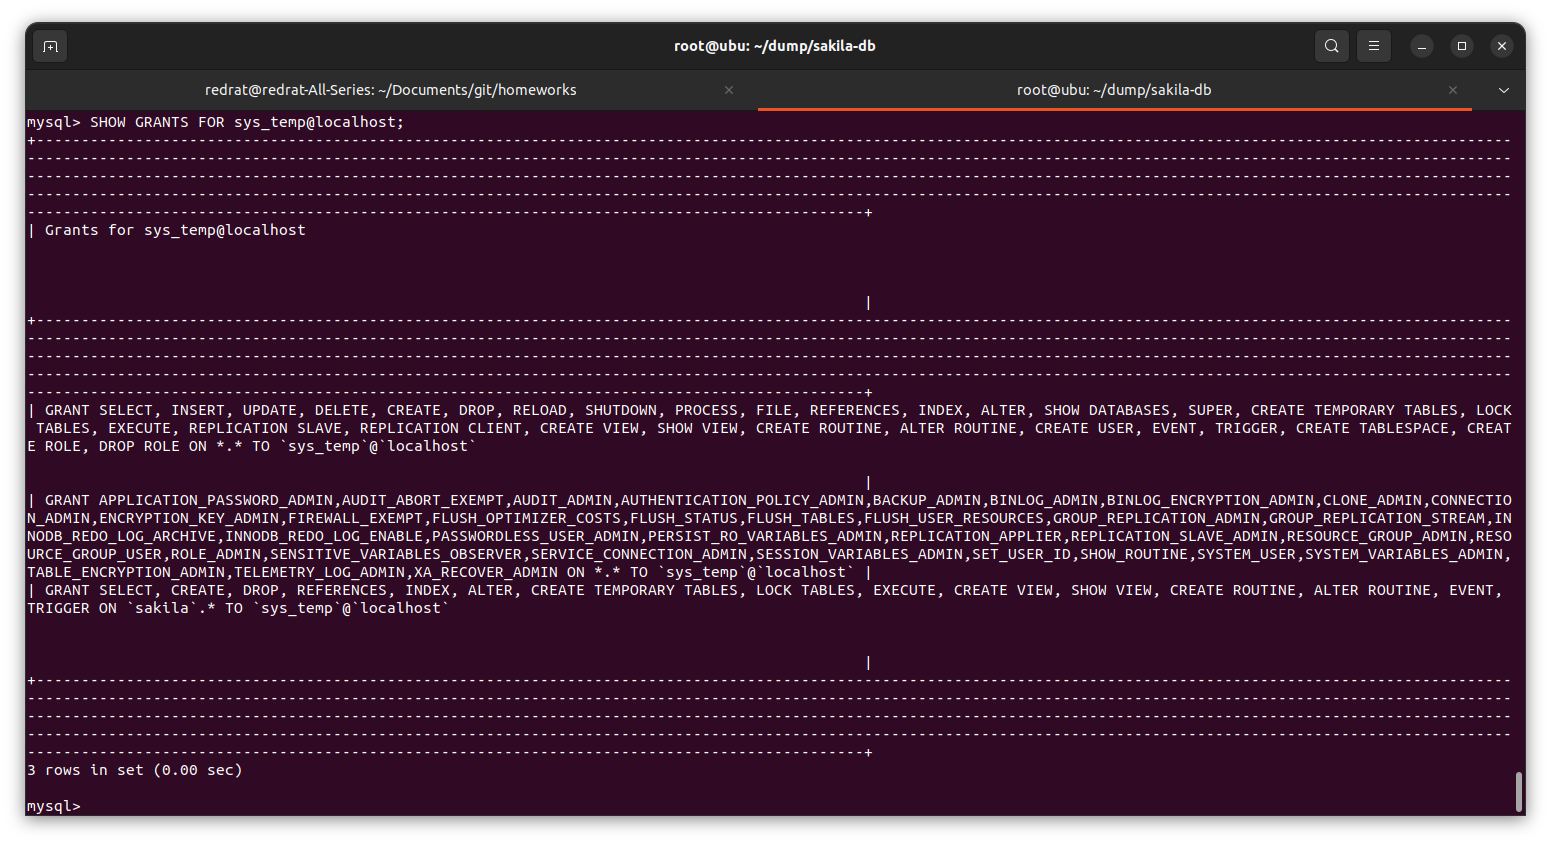 root@ubu: ~/dump/sakila-db
redrat@redrat-All-Series: ~/Documents/git/homeworks
root@ubu: ~/dump/sakila-db
mysql> SHOW GRANTS FOR sys_temp@localhost;
| Grants for sys_temp@localhost
|
| GRANT SELECT, INSERT, UPDATE, DELETE, CREATE, DROP, RELOAD, SHUTDOWN, PROCESS, FILE, REFERENCES, INDEX, ALTER, SHOW DATABASES, SUPER, CREATE TEMPORARY TABLES, LOCK
TABLES, EXECUTE, REPLICATION SLAVE, REPLICATION CLIENT, CREATE VIEW, SHOW VIEW, CREATE ROUTINE, ALTER ROUTINE, CREATE USER, EVENT, TRIGGER, CREATE TABLESPACE, CREAT
E ROLE, DROP ROLE ON *.* TO `sys_temp`@`localhost`
|
| GRANT APPLICATION_PASSWORD_ADMIN,AUDIT_ABORT_EXEMPT,AUDIT_ADMIN,AUTHENTICATION_POLICY_ADMIN,BACKUP_ADMIN,BINLOG_ADMIN,BINLOG_ENCRYPTION_ADMIN,CLONE_ADMIN,CONNECTIO
N_ADMIN,ENCRYPTION_KEY_ADMIN,FIREWALL_EXEMPT,FLUSH_OPTIMIZER_COSTS,FLUSH_STATUS,FLUSH_TABLES,FLUSH_USER_RESOURCES,GROUP_REPLICATION_ADMIN,GROUP_REPLICATION_STREAM,IN
NODB_REDO_LOG_ARCHIVE,INNODB_REDO_LOG_ENABLE,PASSWORDLESS_USER_ADMIN,PERSIST_RO_VARIABLES_ADMIN,REPLICATION_APPLIER,REPLICATION_SLAVE_ADMIN,RESOURCE_GROUP_ADMIN,RESO
URCE_GROUP_USER,ROLE_ADMIN,SENSITIVE_VARIABLES_OBSERVER,SERVICE_CONNECTION_ADMIN,SESSION_VARIABLES_ADMIN,SET_USER_ID,SHOW_ROUTINE,SYSTEM_USER,SYSTEM_VARIABLES_ADMIN,
TABLE_ENCRYPTION_ADMIN,TELEMETRY_LOG_ADMIN,XA_RECOVER_ADMIN ON *.* TO `sys_temp`@`localhost` |
| GRANT SELECT, CREATE, DROP, REFERENCES, INDEX, ALTER, CREATE TEMPORARY TABLES, LOCK TABLES, EXECUTE, CREATE VIEW, SHOW VIEW, CREATE ROUTINE, ALTER ROUTINE, EVENT,
TRIGGER ON `sakila`.* TO `sys_temp`@`localhost`
|
3 rows in set (0.00 sec)
mysql>